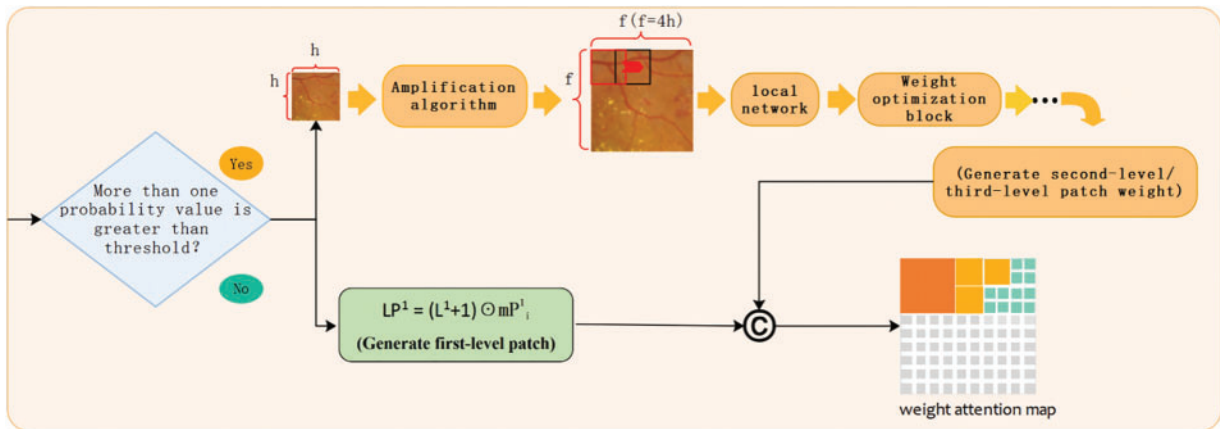 f(f=4h)
h
h
f
Amplification
algorithm
local
network
Weight
optimization
block
Yes
More than one
probability value is
greater than
threshold?
No
(Generate second-level/
third-level patch weight)
LP¹ = (L¹+1) ⊙ mP¹ᵢ
(Generate first-level patch)
C
weight attention map